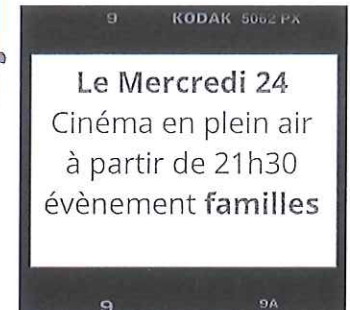 9 KODAK 5062 PX
Le Mercredi 24
Cinéma en plein air
à partir de 21h30
évènement familles
9 9A